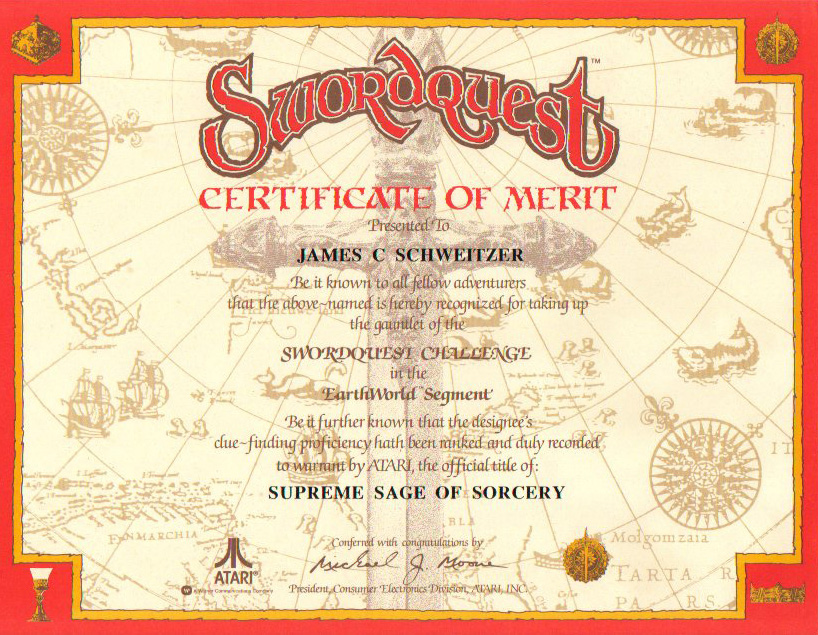 SWORDQUEST™
CERTIFICATE OF MERIT
Presented To
JAMES C SCHWEITZER
Be it known to all fellow adventurers
that the above-named is hereby recognized for taking up
the gauntlet of the
SWORDQUEST CHALLENGE
in the
EarthWorld Segment
Be it further known that the designee's
clue-finding proficiency hath been ranked and duly recorded
to warrant by ATARI, the official title of:
SUPREME SAGE OF SORCERY
Conferred with congratulations by
Michael J. Moone
President, Consumer Electronics Division, ATARI, INC.
ATARI®
A Warner Communications Company
BLA
Molgomzaia
TARTA R
PA RS
IT